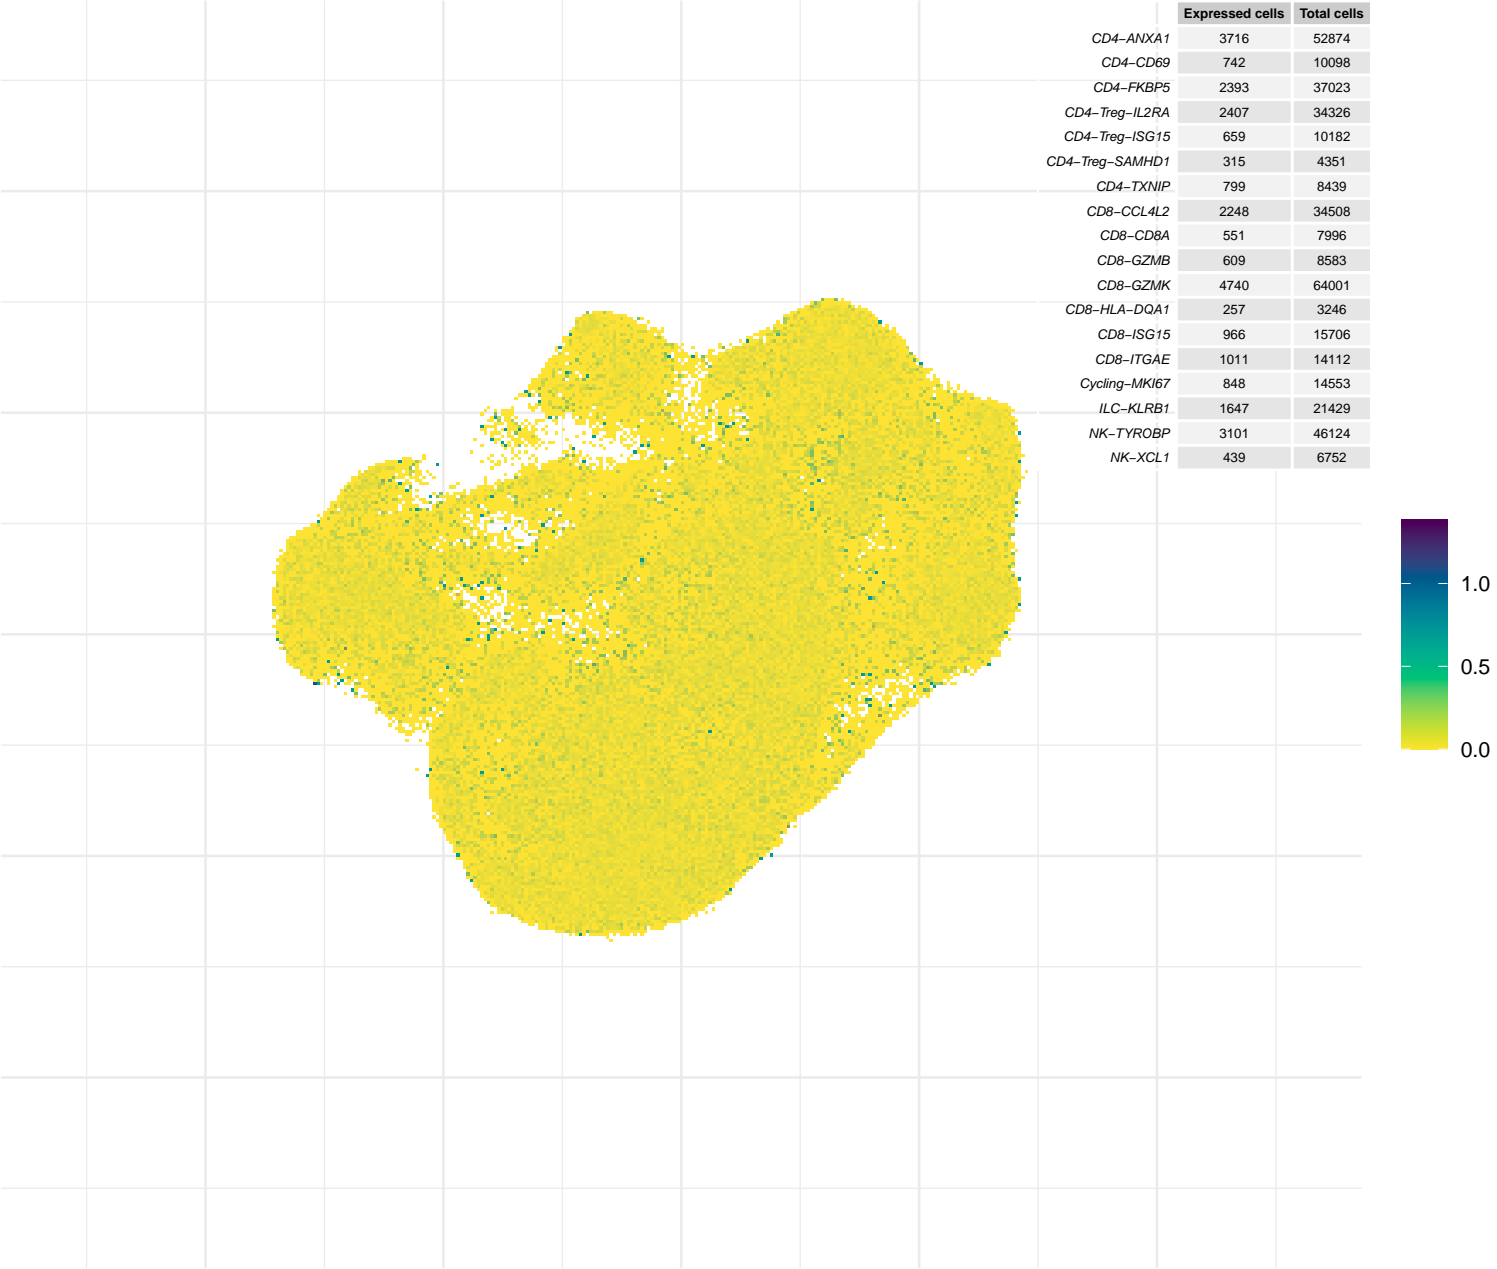 Expressed cells Total cells
CD4−ANXA1 3716 52874
CD4−CD69 742 10098
CD4−FKBP5 2393 37023
CD4−Treg−IL2RA 2407 34326
CD4−Treg−ISG15 659 10182
CD4−Treg−SAMHD1 315 4351
CD4−TXNIP 799 8439
CD8−CCL4L2 2248 34508
CD8−CD8A 551 7996
CD8−GZMB 609 8583
CD8−GZMK 4740 64001
CD8−HLA−DQA1 257 3246
CD8−ISG15 966 15706
CD8−ITGAE 1011 14112
Cycling−MKI67 848 14553
ILC−KLRB1 1647 21429
NK−TYROBP 3101 46124
NK−XCL1 439 6752
1.0
0.5
0.0